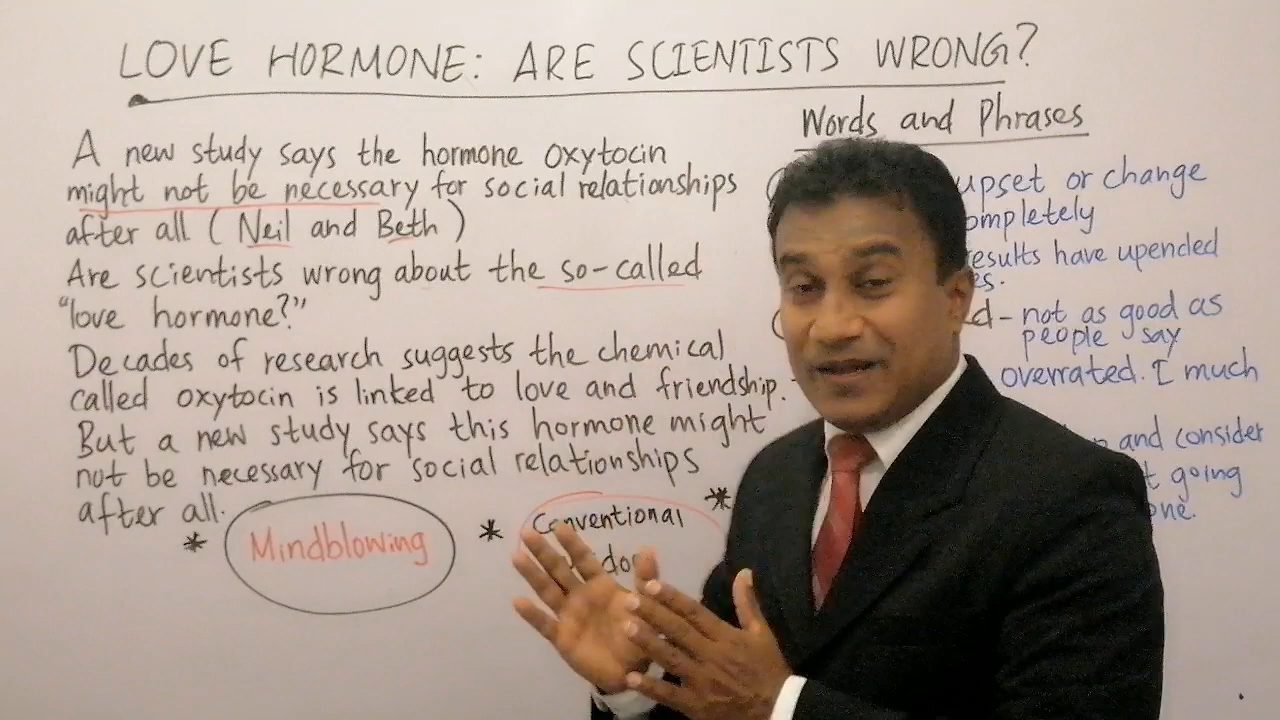 LOVE HORMONE: ARE SCIENTISTS WRONG?
A new study says the hormone oxytocin
might not be necessary for social relationships
after all (Neil and Beth)
Are scientists wrong about the so-called
"love hormone?"
Decades of research suggests the chemical
called oxytocin is linked to love and friendship.
But a new study says this hormone might
not be necessary for social relationships
after all.
* Mindblowing
* Conventional
*
Words and Phrases
upset or change
have upended
- not as good as
people say
overrated. I much
and consider
going